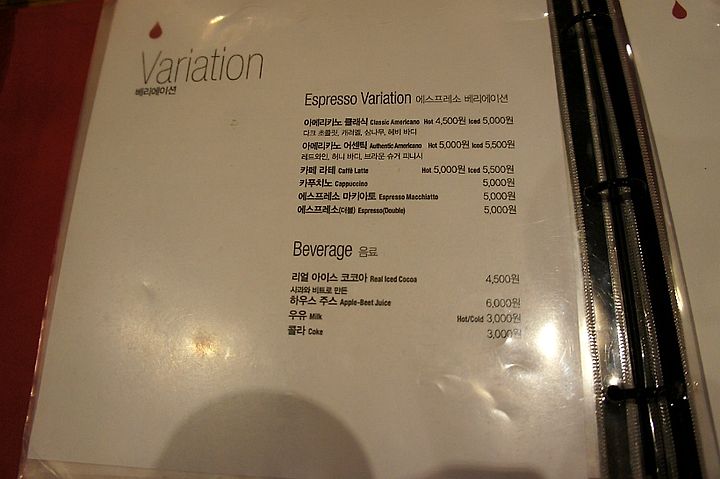 Variation
베리에이션
Espresso Variation 에스프레소 베리에이션
아메리카노 클래식 Classic Americano Hot 4,500원 Iced 5,000원
다크 초콜릿, 캐러멜, 삼나무, 헤비 바디
아메리카노 어센틱 Authentic Americano Hot 5,000원 Iced 5,500원
레드와인, 허니 바디, 브라운 슈거 피니시
카페 라테 Caffé Latte Hot 5,000원 Iced 5,500원
카푸치노 Cappuccino 5,000원
에스프레소 마키아토 Espresso Macchiatto 5,000원
에스프레소(더블) Espresso(Double) 5,000원
Beverage 음료
리얼 아이스 코코아 Real Iced Cocoa 4,500원
사과와 비트로 만든
하우스 주스 Apple-Beet Juice 6,000원
우유 Milk Hot/Cold 3,000원
콜라 Coke 3,000원